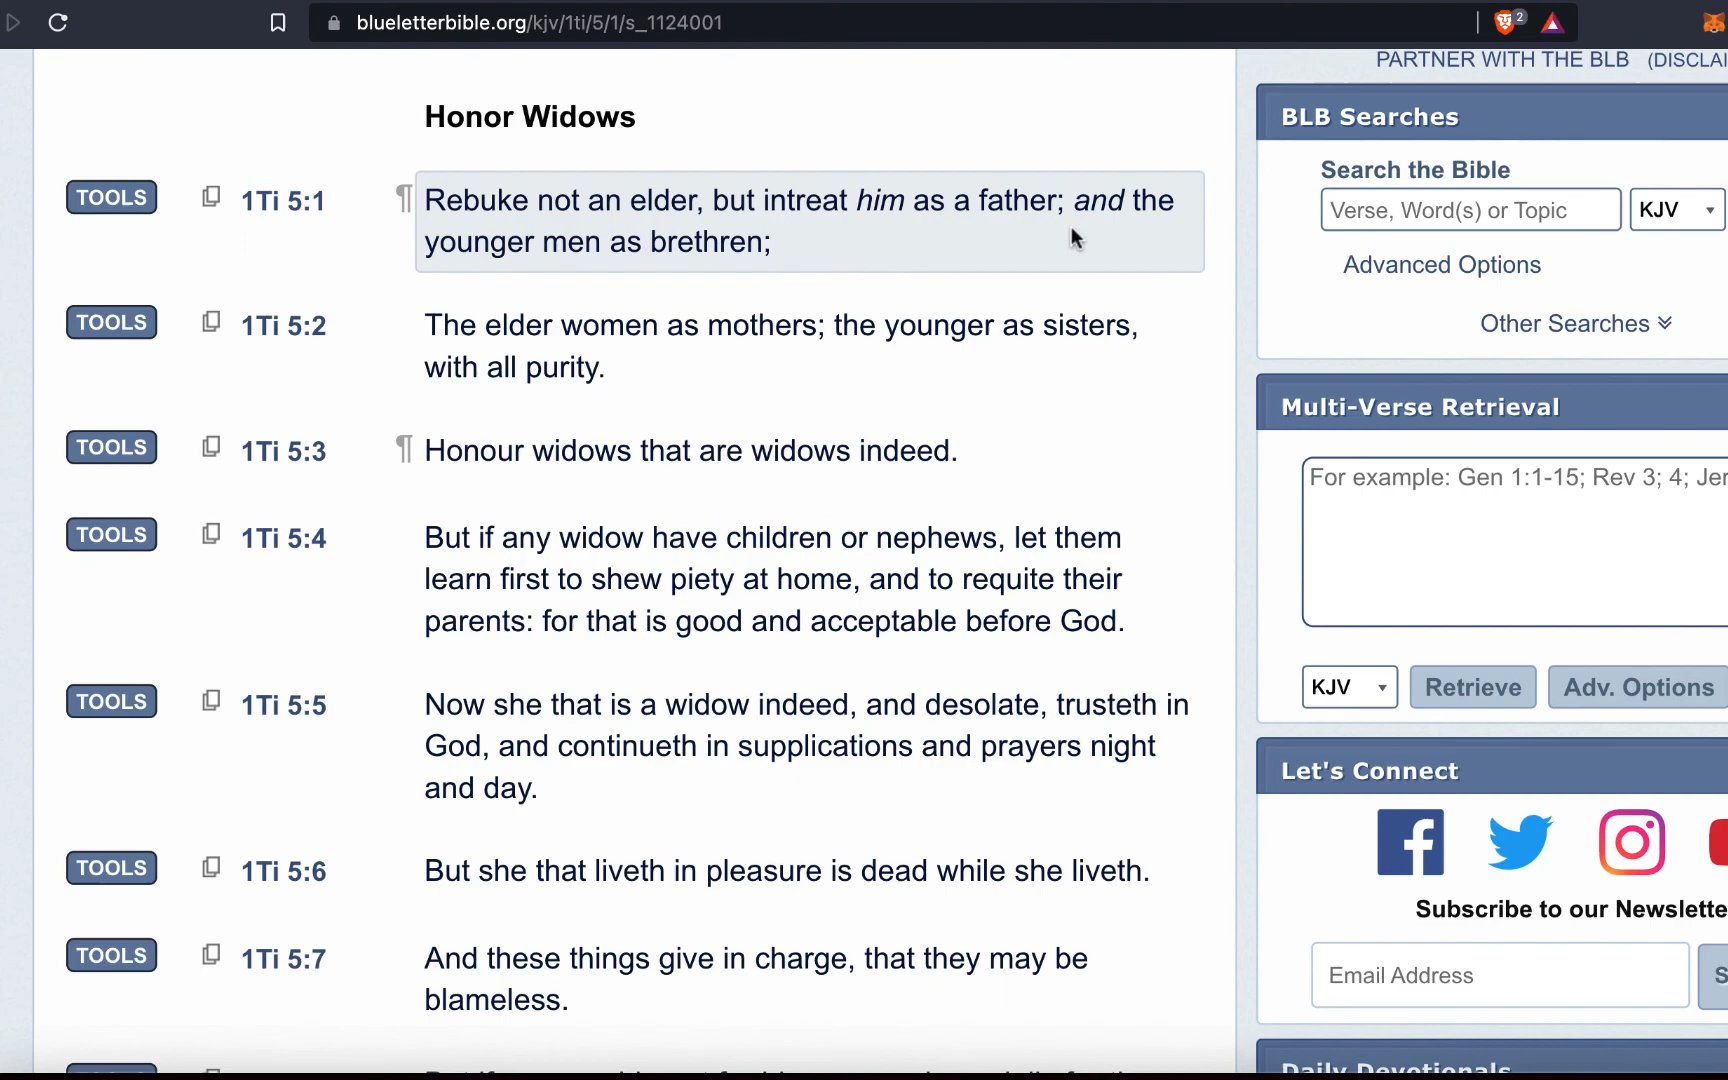 blueletterbible.org/kjv/1ti/5/1/s_1124001
2
PARTNER WITH THE BLB (DISCLAI
Honor Widows
TOOLS 1Ti 5:1 ¶ Rebuke not an elder, but intreat him as a father; and the
younger men as brethren;
TOOLS 1Ti 5:2 The elder women as mothers; the younger as sisters,
with all purity.
TOOLS 1Ti 5:3 ¶ Honour widows that are widows indeed.
TOOLS 1Ti 5:4 But if any widow have children or nephews, let them
learn first to shew piety at home, and to requite their
parents: for that is good and acceptable before God.
TOOLS 1Ti 5:5 Now she that is a widow indeed, and desolate, trusteth in
God, and continueth in supplications and prayers night
and day.
TOOLS 1Ti 5:6 But she that liveth in pleasure is dead while she liveth.
TOOLS 1Ti 5:7 And these things give in charge, that they may be
blameless.
BLB Searches
Search the Bible
Verse, Word(s) or Topic KJV
Advanced Options
Other Searches
Multi-Verse Retrieval
For example: Gen 1:1-15; Rev 3; 4; Jer
KJV Retrieve Adv. Options
Let's Connect
Subscribe to our Newslette
Email Address S
Daily Devotionals